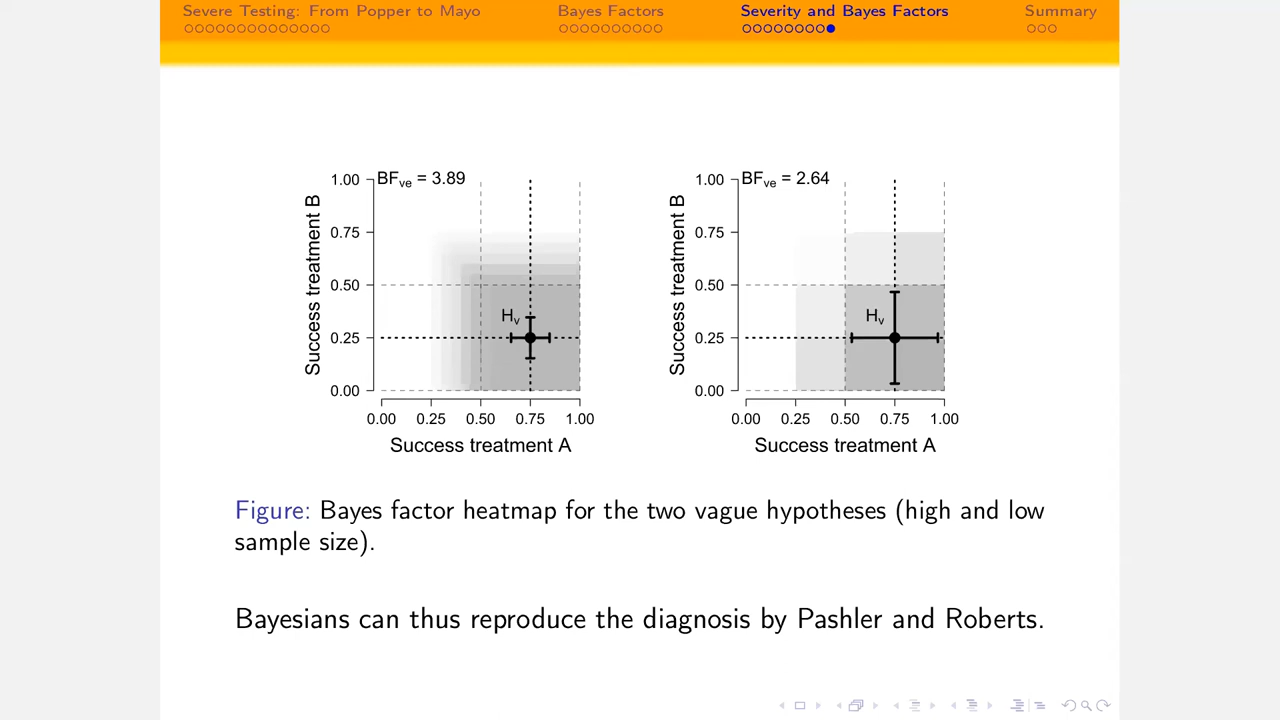 Severe Testing: From Popper to Mayo
Bayes Factors
Severity and Bayes Factors
Summary
BFve = 3.89
1.00
0.75
0.50
0.25
0.00
Success treatment B
Hv
0.00 0.25 0.50 0.75 1.00
Success treatment A
BFve = 2.64
1.00
0.75
0.50
0.25
0.00
Success treatment B
Hv
0.00 0.25 0.50 0.75 1.00
Success treatment A
Figure: Bayes factor heatmap for the two vague hypotheses (high and low
sample size).
Bayesians can thus reproduce the diagnosis by Pashler and Roberts.